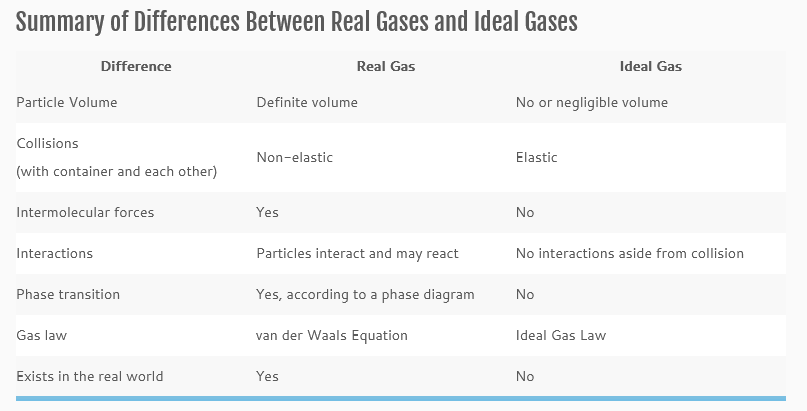 Summary of Differences Between Real Gases and Ideal Gases
Difference Real Gas Ideal Gas
Particle Volume Definite volume No or negligible volume
Collisions
(with container and each other) Non-elastic Elastic
Intermolecular forces Yes No
Interactions Particles interact and may react No interactions aside from collision
Phase transition Yes, according to a phase diagram No
Gas law van der Waals Equation Ideal Gas Law
Exists in the real world Yes No